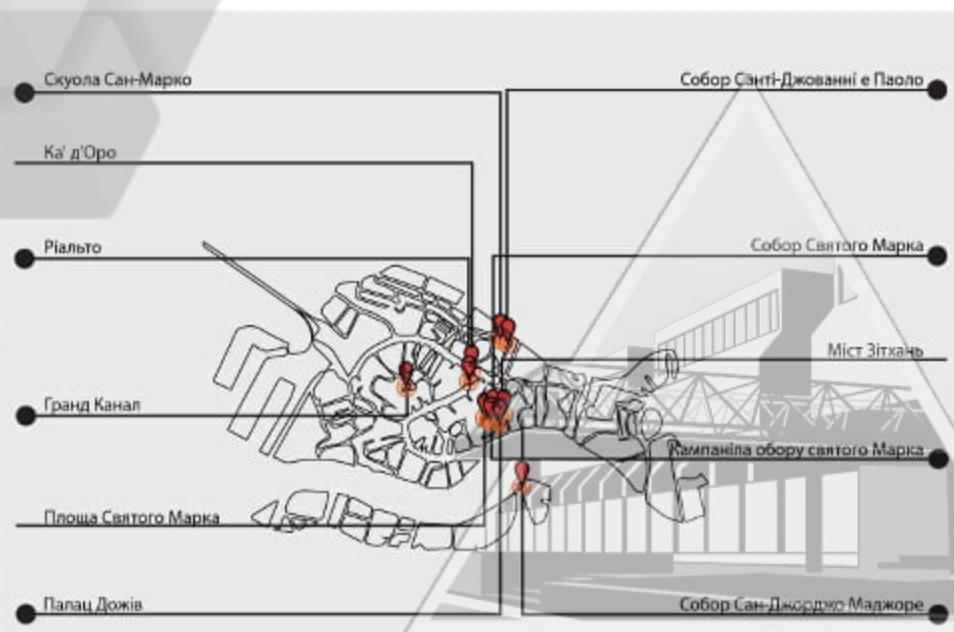 Скуола Сан-Марко
Собор Сэнті-Джованні е Паоло
Ка' д'Оро
Ріальто
Собор Святого Марка
Міст Зітхань
Гранд Канал
Кампаніла обору святого Марка
Площа Святого Марка
Палац Дожів
Собор Сан-Джорджо Маджоре